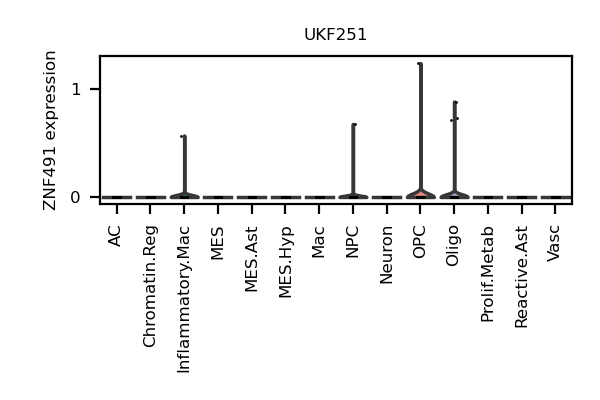 UKF251
ZNF491 expression
1
0
AC
Chromatin.Reg
Inflammatory.Mac
MES
MES.Ast
MES.Hyp
Mac
NPC
Neuron
OPC
Oligo
Prolif.Metab
Reactive.Ast
Vasc